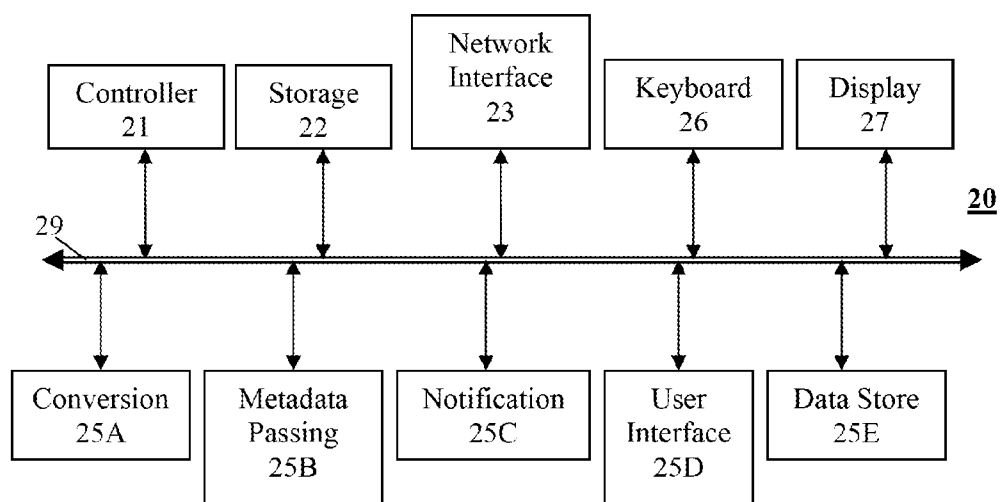 Controller
21
Storage
22
Network
Interface
23
Keyboard
26
Display
27
20
29
Conversion
25A
Metadata
Passing
25B
Notification
25C
User
Interface
25D
Data Store
25E